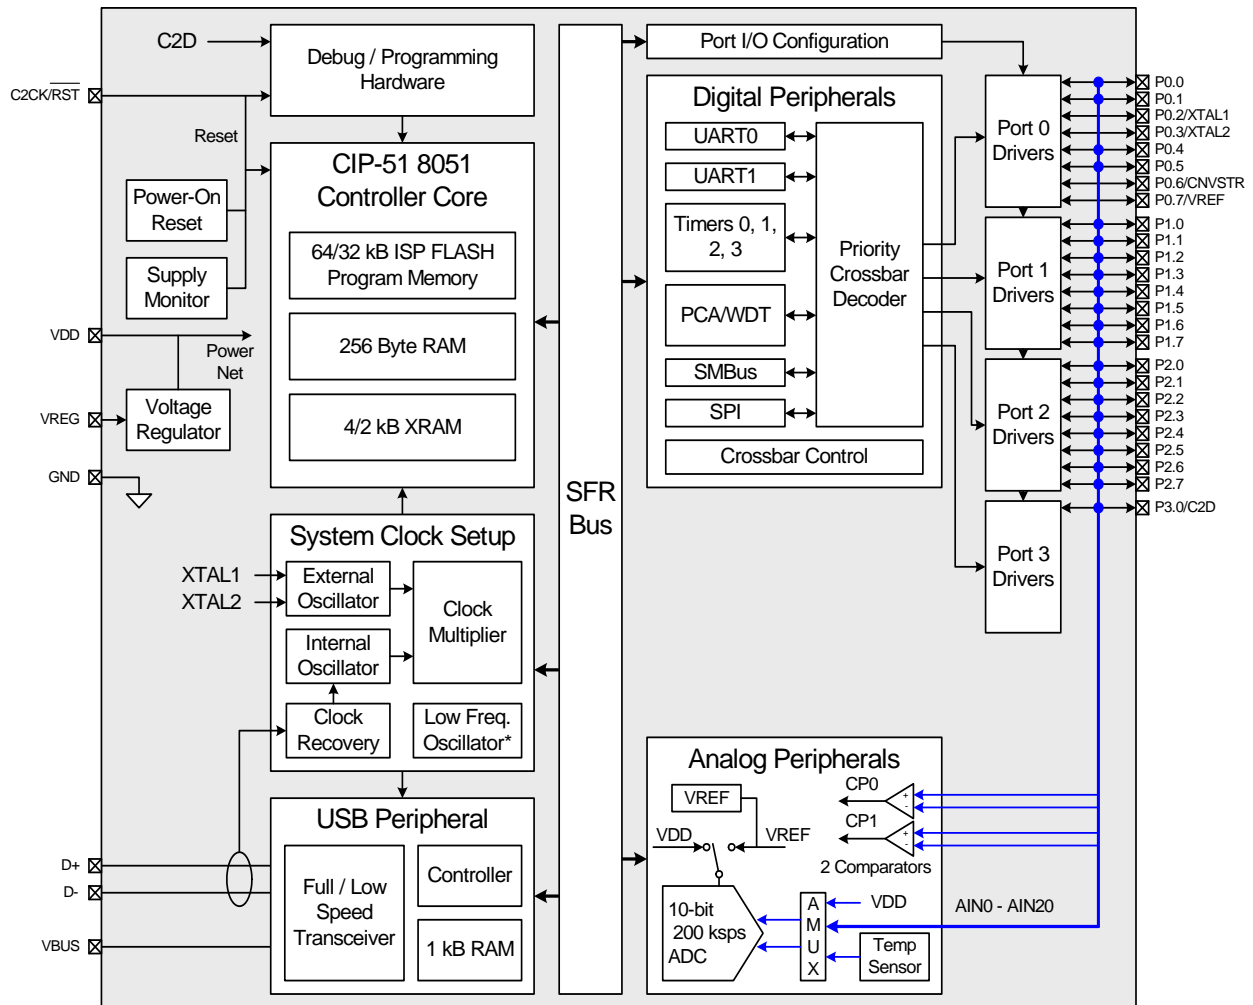 C2D
Debug / Programming
Hardware
C2CK/RST
Reset
CIP-51 8051
Controller Core
Power-On
Reset
64/32 kB ISP FLASH
Program Memory
Supply
Monitor
256 Byte RAM
VDD
Power
Net
4/2 kB XRAM
VREG
Voltage
Regulator
GND
System Clock Setup
XTAL1
XTAL2
External
Oscillator
Clock
Multiplier
Internal
Oscillator
Clock
Recovery
Low Freq.
Oscillator*
USB Peripheral
D+
D-
VBUS
Full / Low
Speed
Transceiver
Controller
1 kB RAM
SFR
Bus
Port I/O Configuration
Digital Peripherals
UART0
UART1
Timers 0, 1,
2, 3
PCA/WDT
SMBus
SPI
Priority
Crossbar
Decoder
Crossbar Control
Port 0
Drivers
Port 1
Drivers
Port 2
Drivers
Port 3
Drivers
P0.0
P0.1
P0.2/XTAL1
P0.3/XTAL2
P0.4
P0.5
P0.6/CNVSTR
P0.7/VREF
P1.0
P1.1
P1.2
P1.3
P1.4
P1.5
P1.6
P1.7
P2.0
P2.1
P2.2
P2.3
P2.4
P2.5
P2.6
P2.7
P3.0/C2D
Analog Peripherals
VREF
CP0
+
-
VDD
VREF
CP1
+
-
2 Comparators
10-bit
200 ksps
ADC
A
M
U
X
VDD
AIN0 - AIN20
Temp
Sensor